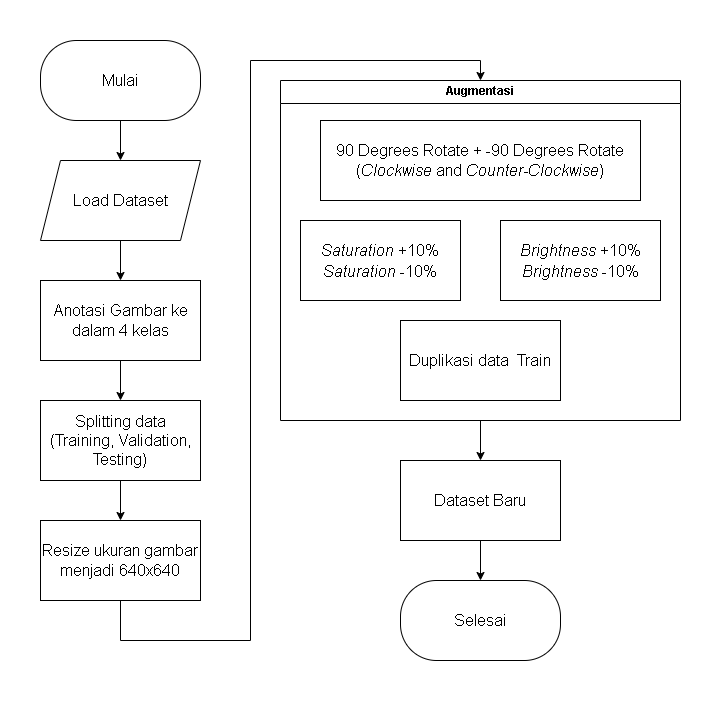 Mulai
Load Dataset
Anotasi Gambar ke
dalam 4 kelas
Splitting data
(Training, Validation,
Testing)
Resize ukuran gambar
menjadi 640x640
Augmentasi
90 Degrees Rotate + -90 Degrees Rotate
(Clockwise and Counter-Clockwise)
Saturation +10%
Saturation -10%
Brightness +10%
Brightness -10%
Duplikasi data Train
Dataset Baru
Selesai